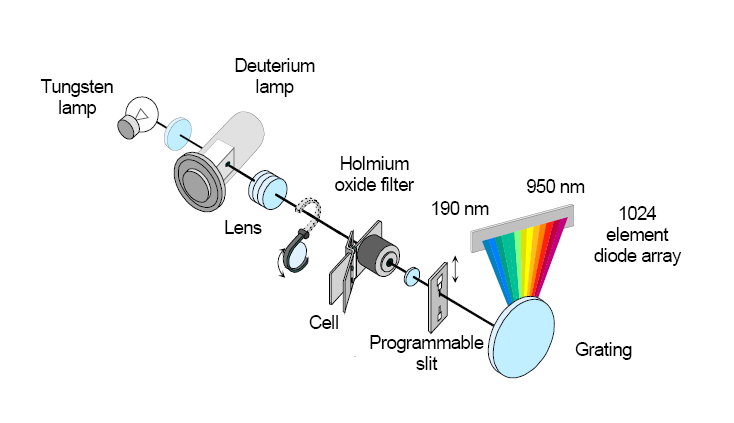 Tungsten
lamp
Deuterium
lamp
Lens
Holmium
oxide filter
Cell
Programmable
slit
190 nm
950 nm
1024
element
diode array
Grating